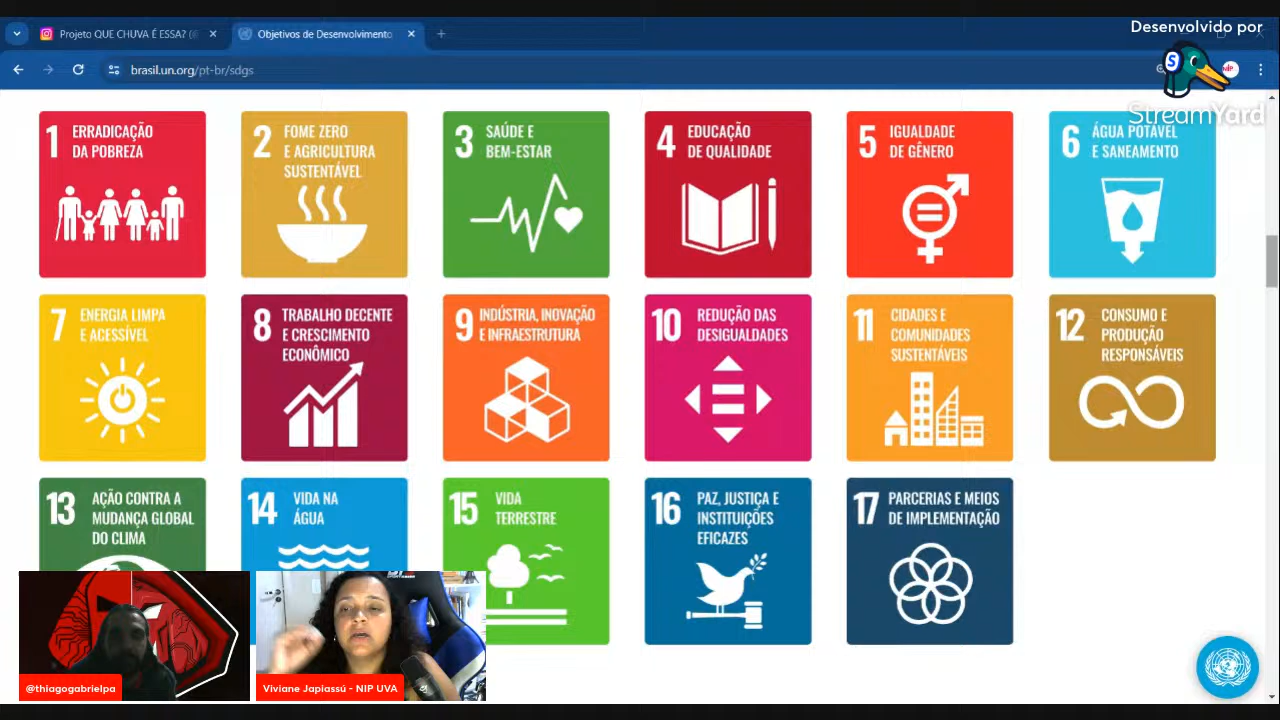 Projeto QUE CHUVA É ESSA? (@
Objetivos de Desenvolvimento
Desenvolvido por
brasil.un.org/pt-br/sdgs
S
StreamYard
1 ERRADICAÇÃO
DA POBREZA
2 FOME ZERO
E AGRICULTURA
SUSTENTÁVEL
3 SAÚDE E
BEM-ESTAR
4 EDUCAÇÃO
DE QUALIDADE
5 IGUALDADE
DE GÊNERO
6 ÁGUA POTÁVEL
E SANEAMENTO
7 ENERGIA LIMPA
E ACESSÍVEL
8 TRABALHO DECENTE
E CRESCIMENTO
ECONÔMICO
9 INDÚSTRIA, INOVAÇÃO
E INFRAESTRUTURA
10 REDUÇÃO DAS
DESIGUALDADES
11 CIDADES E
COMUNIDADES
SUSTENTÁVEIS
12 CONSUMO E
PRODUÇÃO
RESPONSÁVEIS
13 AÇÃO CONTRA A
MUDANÇA GLOBAL
DO CLIMA
14 VIDA NA
ÁGUA
15 VIDA
TERRESTRE
16 PAZ, JUSTIÇA E
INSTITUIÇÕES
EFICAZES
17 PARCERIAS E MEIOS
DE IMPLEMENTAÇÃO
@thiagogabrielpa
Viviane Japiassú - NIP UVA